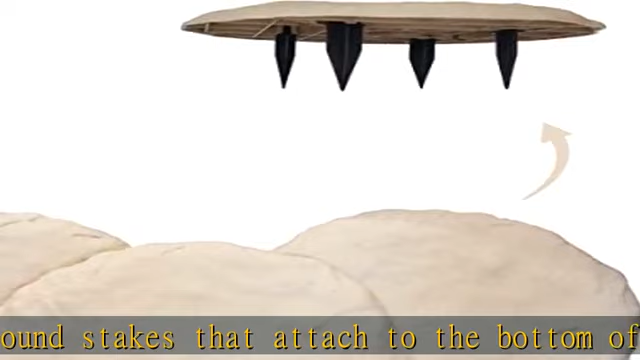 ound stakes that attach to the bottom of